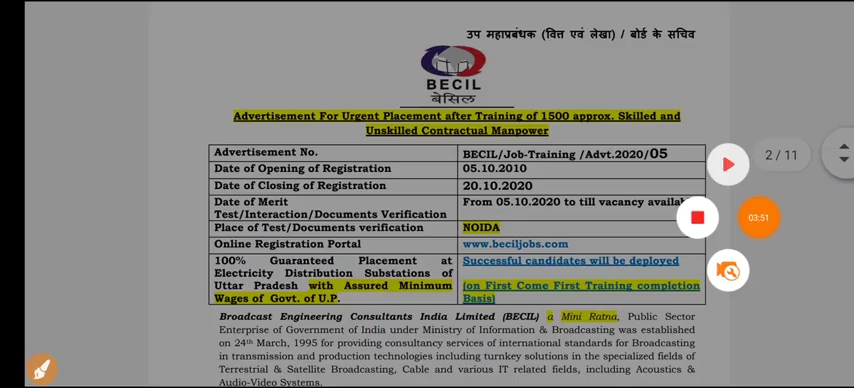 उप महाप्रबंधक (वित्त एवं लेखा) / बोर्ड के सचिव
BECIL
बेसिल
Advertisement For Urgent Placement after Training of 1500 approx. Skilled and
Unskilled Contractual Manpower
Advertisement No. BECIL/Job-Training /Advt.2020/05
Date of Opening of Registration 05.10.2010
Date of Closing of Registration 20.10.2020
Date of Merit From 05.10.2020 to till vacancy
Test/Interaction/Documents Verification
Place of Test/Documents verification NOIDA
Online Registration Portal www.beciljobs.com
100% Guaranteed Placement at Successful candidates will be deployed
Electricity Distribution Substations of
Uttar Pradesh with Assured Minimum (on First Come First Training completion
Wages of Govt. of U.P. Basis)
Broadcast Engineering Consultants India Limited (BECIL) a Mini Ratna, Public Sector
Enterprise of Government of India under Ministry of Information & Broadcasting was established
on 24th March, 1995 for providing consultancy services of international standards for Broadcasting
in transmission and production technologies including turnkey solutions in the specialized fields of
Terrestrial & Satellite Broadcasting, Cable and various IT related fields, including Acoustics &
Audio-Video Systems.
2 / 11
03:51